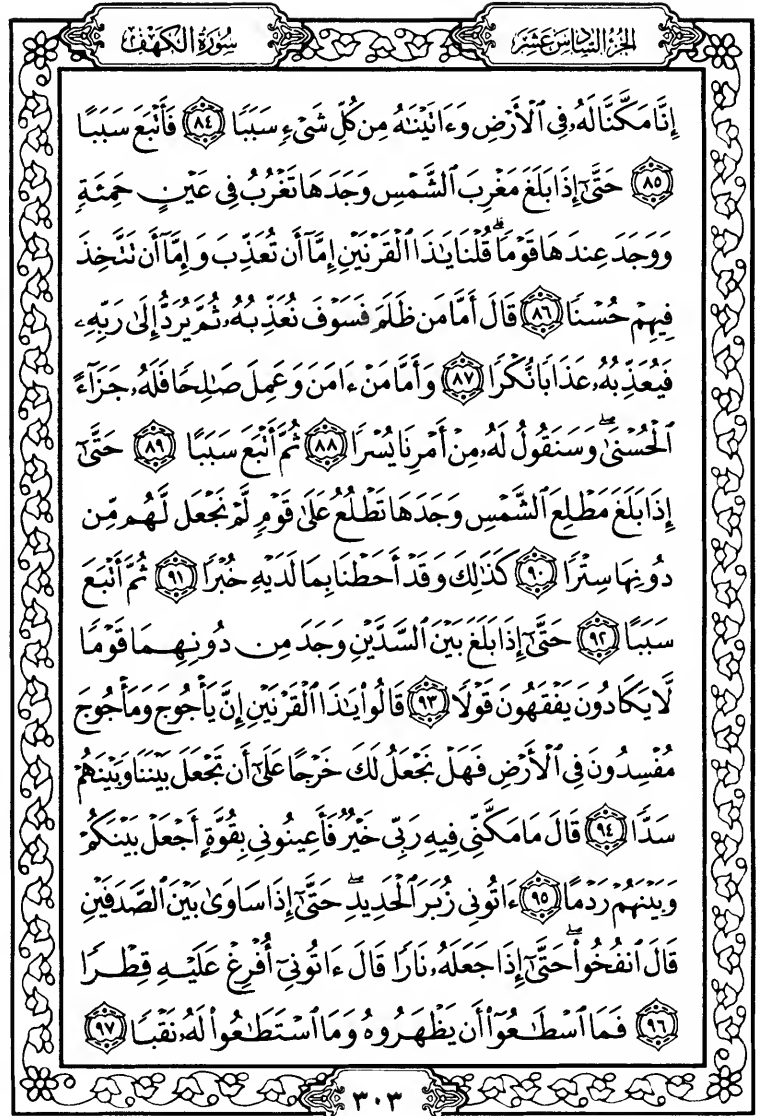 الجزء السادس عشر
سورة الكهف
إِنَّا مَكَّنَّا لَهُۥ فِى ٱلْأَرْضِ وَءَاتَيْنَٰهُ مِن كُلِّ شَىْءٍ سَبَبًا ٨٤ فَأَتْبَعَ سَبَبًا
٨٥ حَتَّىٰٓ إِذَا بَلَغَ مَغْرِبَ ٱلشَّمْسِ وَجَدَهَا تَغْرُبُ فِى عَيْنٍ حَمِئَةٍ
وَوَجَدَ عِندَهَا قَوْمًا ۗ قُلْنَا يَٰذَا ٱلْقَرْنَيْنِ إِمَّآ أَن تُعَذِّبَ وَإِمَّآ أَن تَتَّخِذَ
فِيهِمْ حُسْنًا ٨٦ قَالَ أَمَّا مَن ظَلَمَ فَسَوْفَ نُعَذِّبُهُۥ ثُمَّ يُرَدُّ إِلَىٰ رَبِّهِۦ
فَيُعَذِّبُهُۥ عَذَابًا نُّكْرًا ٨٧ وَأَمَّا مَنْ ءَامَنَ وَعَمِلَ صَٰلِحًا فَلَهُۥ جَزَآءً
ٱلْحُسْنَىٰ ۖ وَسَنَقُولُ لَهُۥ مِنْ أَمْرِنَا يُسْرًا ٨٨ ثُمَّ أَتْبَعَ سَبَبًا ٨٩ حَتَّىٰٓ
إِذَا بَلَغَ مَطْلِعَ ٱلشَّمْسِ وَجَدَهَا تَطْلُعُ عَلَىٰ قَوْمٍ لَّمْ نَجْعَل لَّهُم مِّن
دُونِهَا سِتْرًا ٩٠ كَذَٰلِكَ وَقَدْ أَحَطْنَا بِمَا لَدَيْهِ خُبْرًا ٩١ ثُمَّ أَتْبَعَ
سَبَبًا ٩٢ حَتَّىٰٓ إِذَا بَلَغَ بَيْنَ ٱلسَّدَّيْنِ وَجَدَ مِن دُونِهِمَا قَوْمًا
لَّا يَكَادُونَ يَفْقَهُونَ قَوْلًا ٩٣ قَالُوا۟ يَٰذَا ٱلْقَرْنَيْنِ إِنَّ يَأْجُوجَ وَمَأْجُوجَ
مُفْسِدُونَ فِى ٱلْأَرْضِ فَهَلْ نَجْعَلُ لَكَ خَرْجًا عَلَىٰٓ أَن تَجْعَلَ بَيْنَنَا وَبَيْنَهُمْ
سَدًّا ٩٤ قَالَ مَا مَكَّنِّى فِيهِ رَبِّى خَيْرٌ فَأَعِينُونِى بِقُوَّةٍ أَجْعَلْ بَيْنَكُمْ
وَبَيْنَهُمْ رَدْمًا ٩٥ ءَاتُونِى زُبَرَ ٱلْحَدِيدِ ۖ حَتَّىٰٓ إِذَا سَاوَىٰ بَيْنَ ٱلصَّدَفَيْنِ
قَالَ ٱنفُخُوا۟ ۖ حَتَّىٰٓ إِذَا جَعَلَهُۥ نَارًا قَالَ ءَاتُونِىٓ أُفْرِغْ عَلَيْهِ قِطْرًا
٩٦ فَمَا ٱسْطَٰعُوٓا۟ أَن يَظْهَرُوهُ وَمَا ٱسْتَطَٰعُوا۟ لَهُۥ نَقْبًا ٩٧
٣٠٣